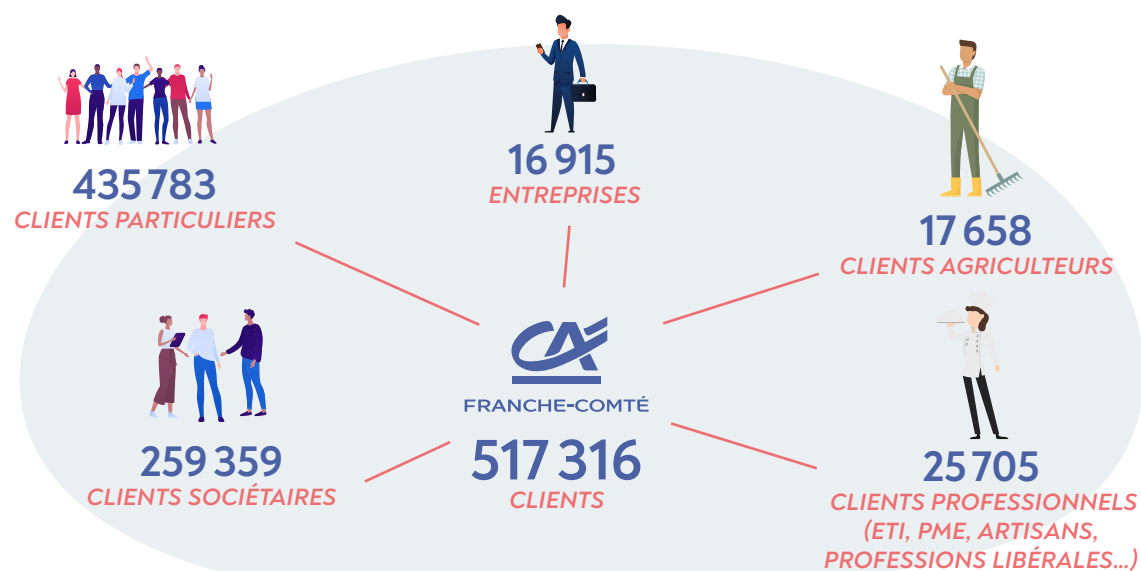 435 783
CLIENTS PARTICULIERS
16 915
ENTREPRISES
17 658
CLIENTS AGRICULTEURS
259 359
CLIENTS SOCIÉTAIRES
CA
FRANCHE-COMTÉ
517 316
CLIENTS
25 705
CLIENTS PROFESSIONNELS
(ETI, PME, ARTISANS,
PROFESSIONS LIBÉRALES...)